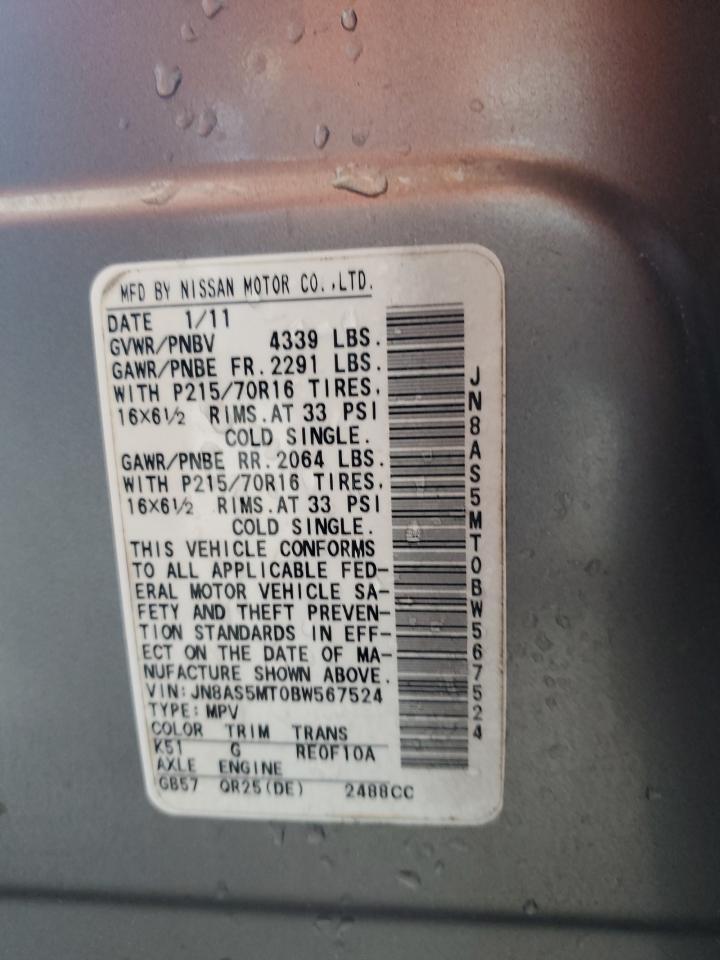 MFD BY NISSAN MOTOR CO.,LTD.
DATE 1/11
GVWR/PNBV 4339 LBS.
GAWR/PNBE FR.2291 LBS.
WITH P215/70R16 TIRES.
16X6½ RIMS.AT 33 PSI
COLD SINGLE.
GAWR/PNBE RR.2064 LBS.
WITH P215/70R16 TIRES.
16X6½ RIMS.AT 33 PSI
COLD SINGLE.
THIS VEHICLE CONFORMS
TO ALL APPLICABLE FED-
ERAL MOTOR VEHICLE SA-
FETY AND THEFT PREVEN-
TION STANDARDS IN EFF-
ECT ON THE DATE OF MA-
NUFACTURE SHOWN ABOVE.
VIN:JN8AS5MT0BW567524
TYPE:MPV
COLOR TRIM TRANS
K51 G RE0F10A
AXLE ENGINE
GB57 QR25(DE) 2488CC
JN8AS5MT0BW567524